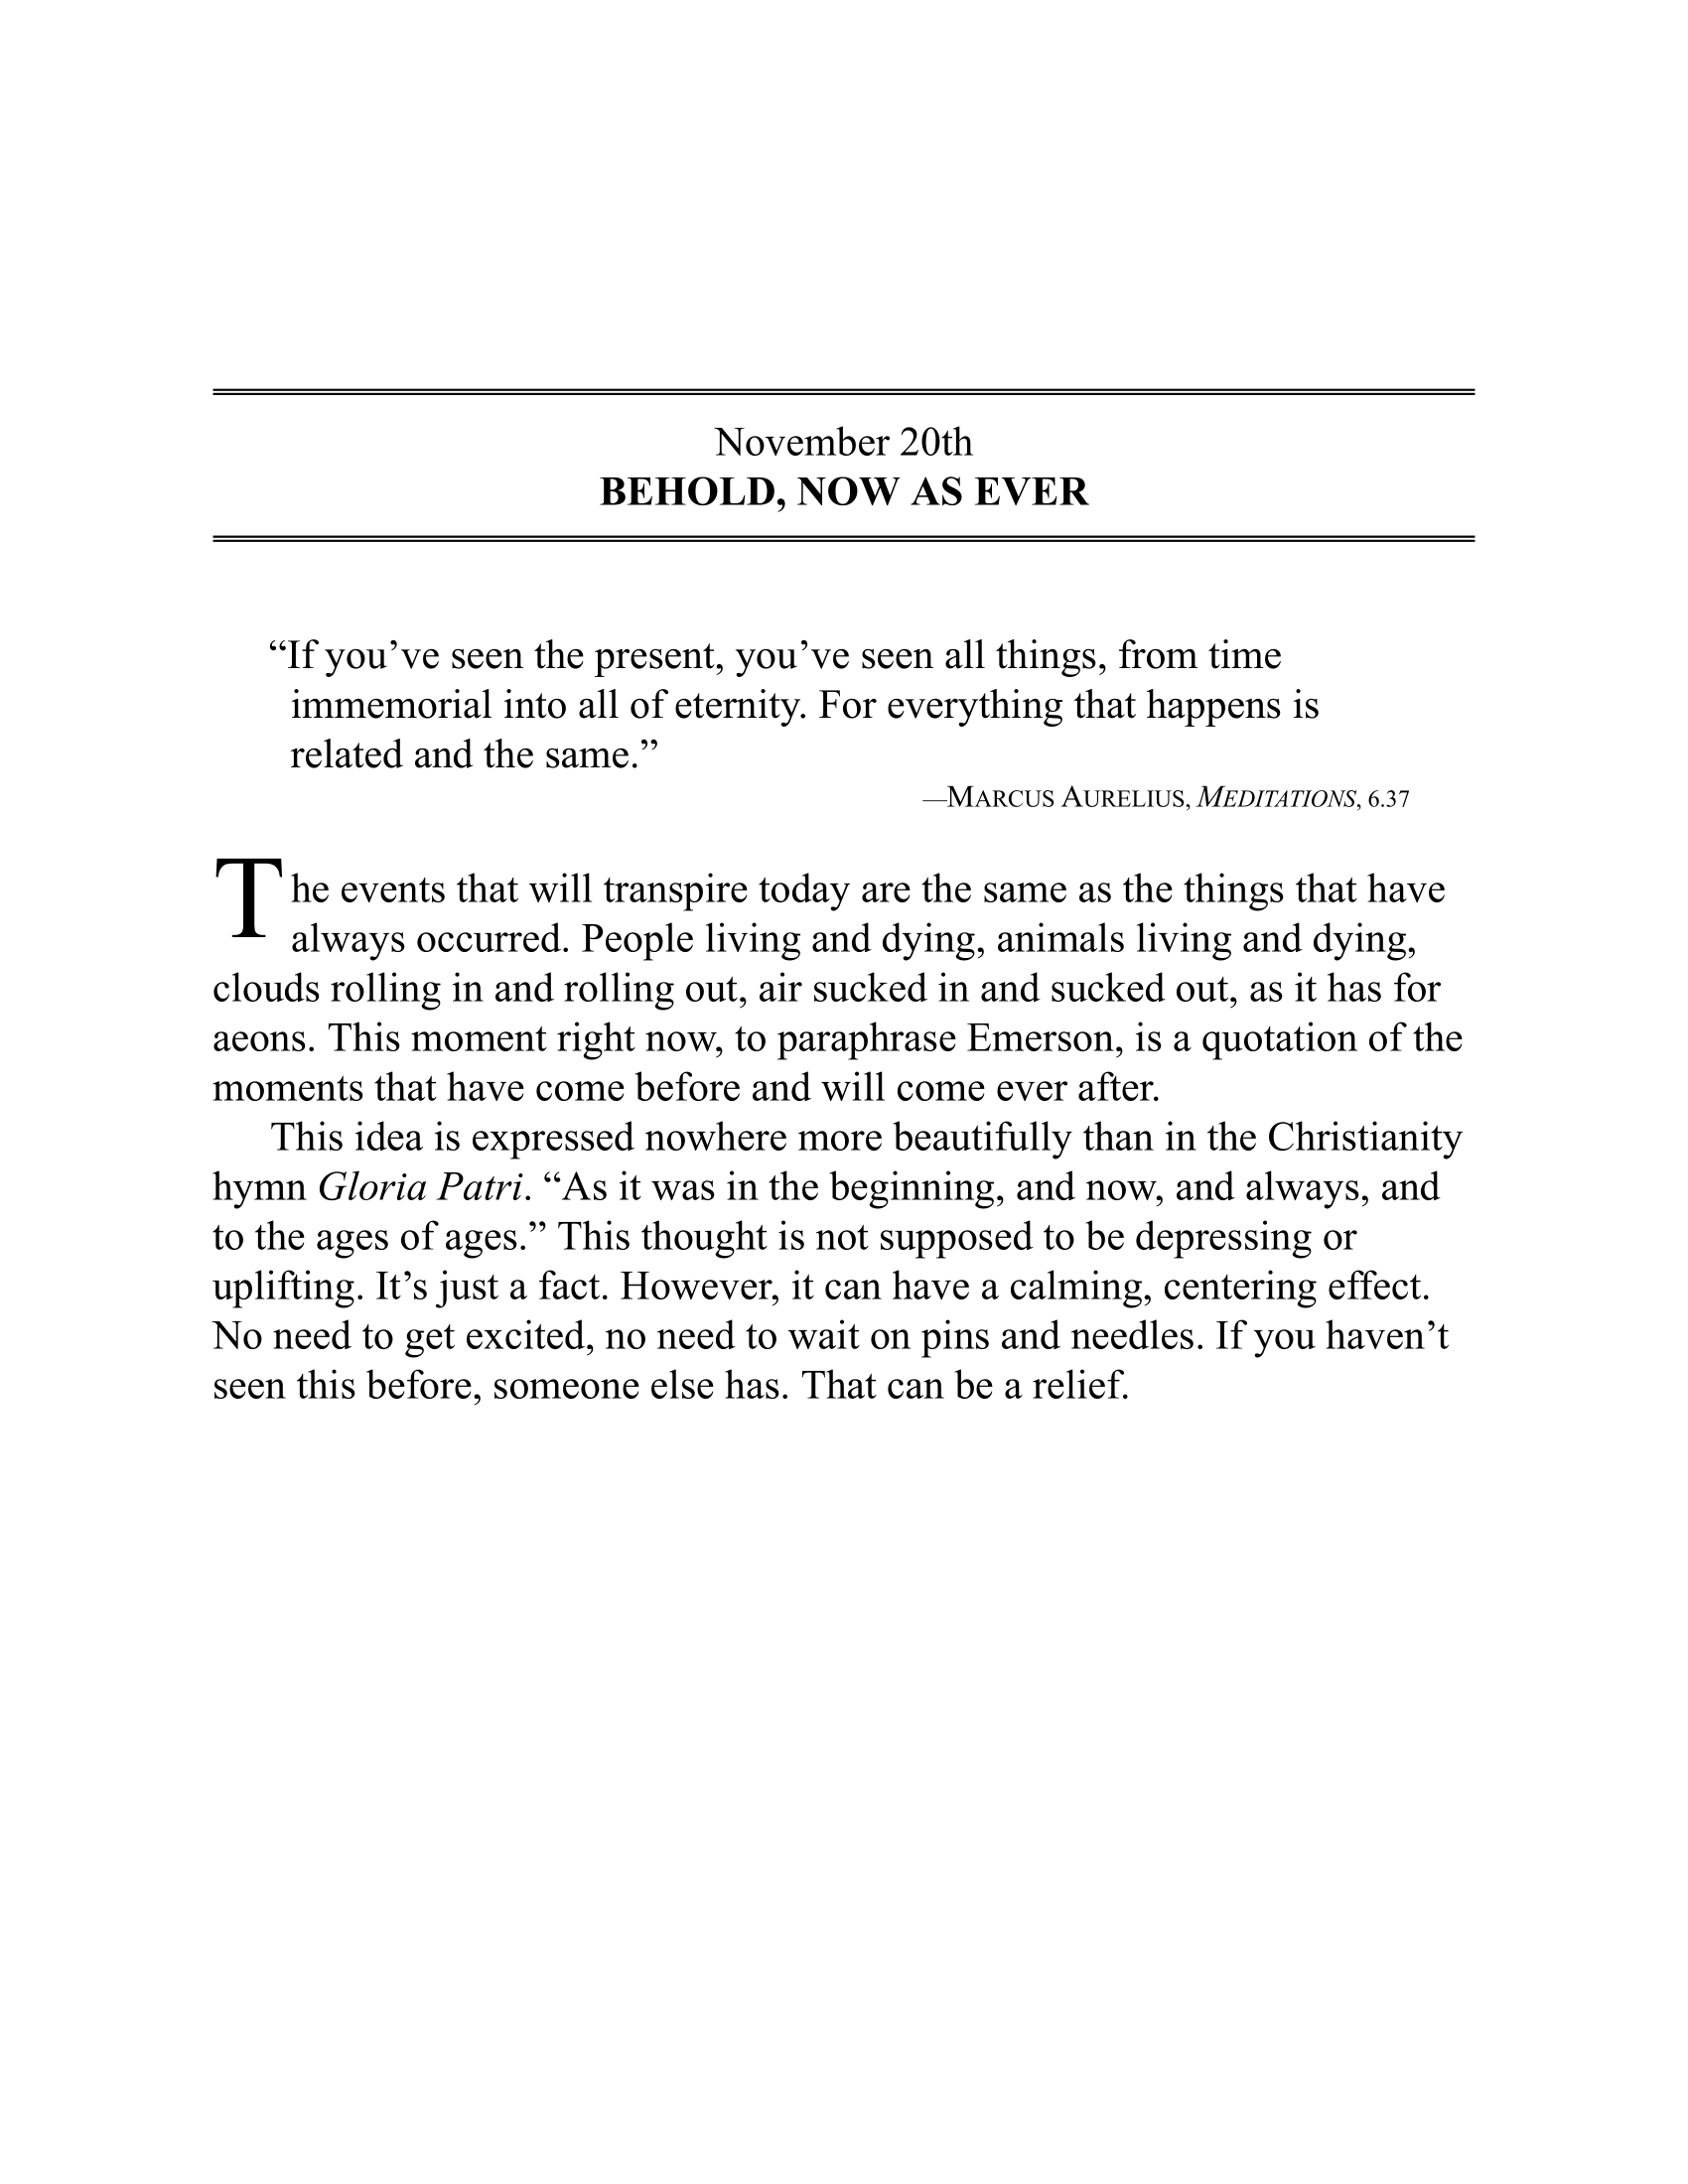 November 20th
BEHOLD, NOW AS EVER
“If you’ve seen the present, you’ve seen all things, from time
immemorial into all of eternity. For everything that happens is
related and the same.”
—MARCUS AURELIUS, MEDITATIONS, 6.37
The events that will transpire today are the same as the things that have
always occurred. People living and dying, animals living and dying,
clouds rolling in and rolling out, air sucked in and sucked out, as it has for
aeons. This moment right now, to paraphrase Emerson, is a quotation of the
moments that have come before and will come ever after.
This idea is expressed nowhere more beautifully than in the Christianity
hymn Gloria Patri. “As it was in the beginning, and now, and always, and
to the ages of ages.” This thought is not supposed to be depressing or
uplifting. It’s just a fact. However, it can have a calming, centering effect.
No need to get excited, no need to wait on pins and needles. If you haven’t
seen this before, someone else has. That can be a relief.